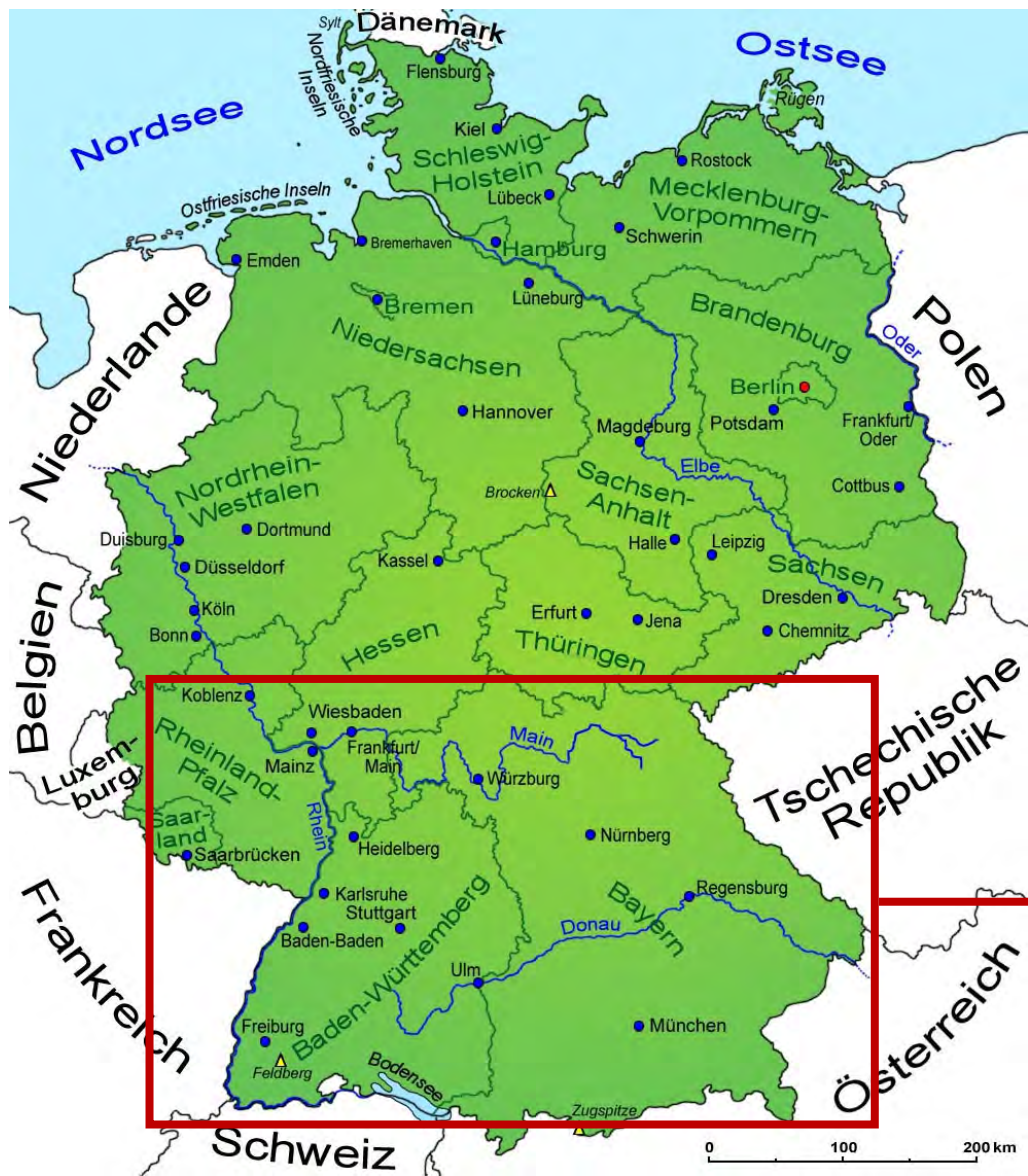 Sylt
Dänemark
Ostsee
Flensburg
Nordfriesische
Inseln
Nordsee
Rügen
Kiel
Schleswig-
Holstein
Rostock
Lübeck
Mecklenburg-
Vorpommern
Ostfriesische Inseln
Schwerin
Bremerhaven
Hamburg
Emden
Lüneburg
Bremen
Brandenburg
Niederlande
Niedersachsen
Oder
Polen
Berlin
Hannover
Potsdam
Frankfurt/
Oder
Magdeburg
Elbe
Nordrhein-
Westfalen
Brocken
Sachsen-
Anhalt
Cottbus
Dortmund
Duisburg
Halle
Leipzig
Kassel
Düsseldorf
Sachsen
Dresden
Köln
Erfurt
Jena
Chemnitz
Bonn
Hessen
Thüringen
Belgien
Koblenz
Wiesbaden
Frankfurt/
Main
Main
Mainz
Rheinland-
Pfalz
Luxem-
burg
Würzburg
Tschechische
Republik
Saar-
land
Rhein
Nürnberg
Heidelberg
Saarbrücken
Karlsruhe
Regensburg
Stuttgart
Baden-Baden
Donau
Bayern
Frankreich
Baden-Württemberg
Ulm
Österreich
München
Freiburg
Feldberg
Bodensee
Zugspitze
Schweiz
0 100 200 km